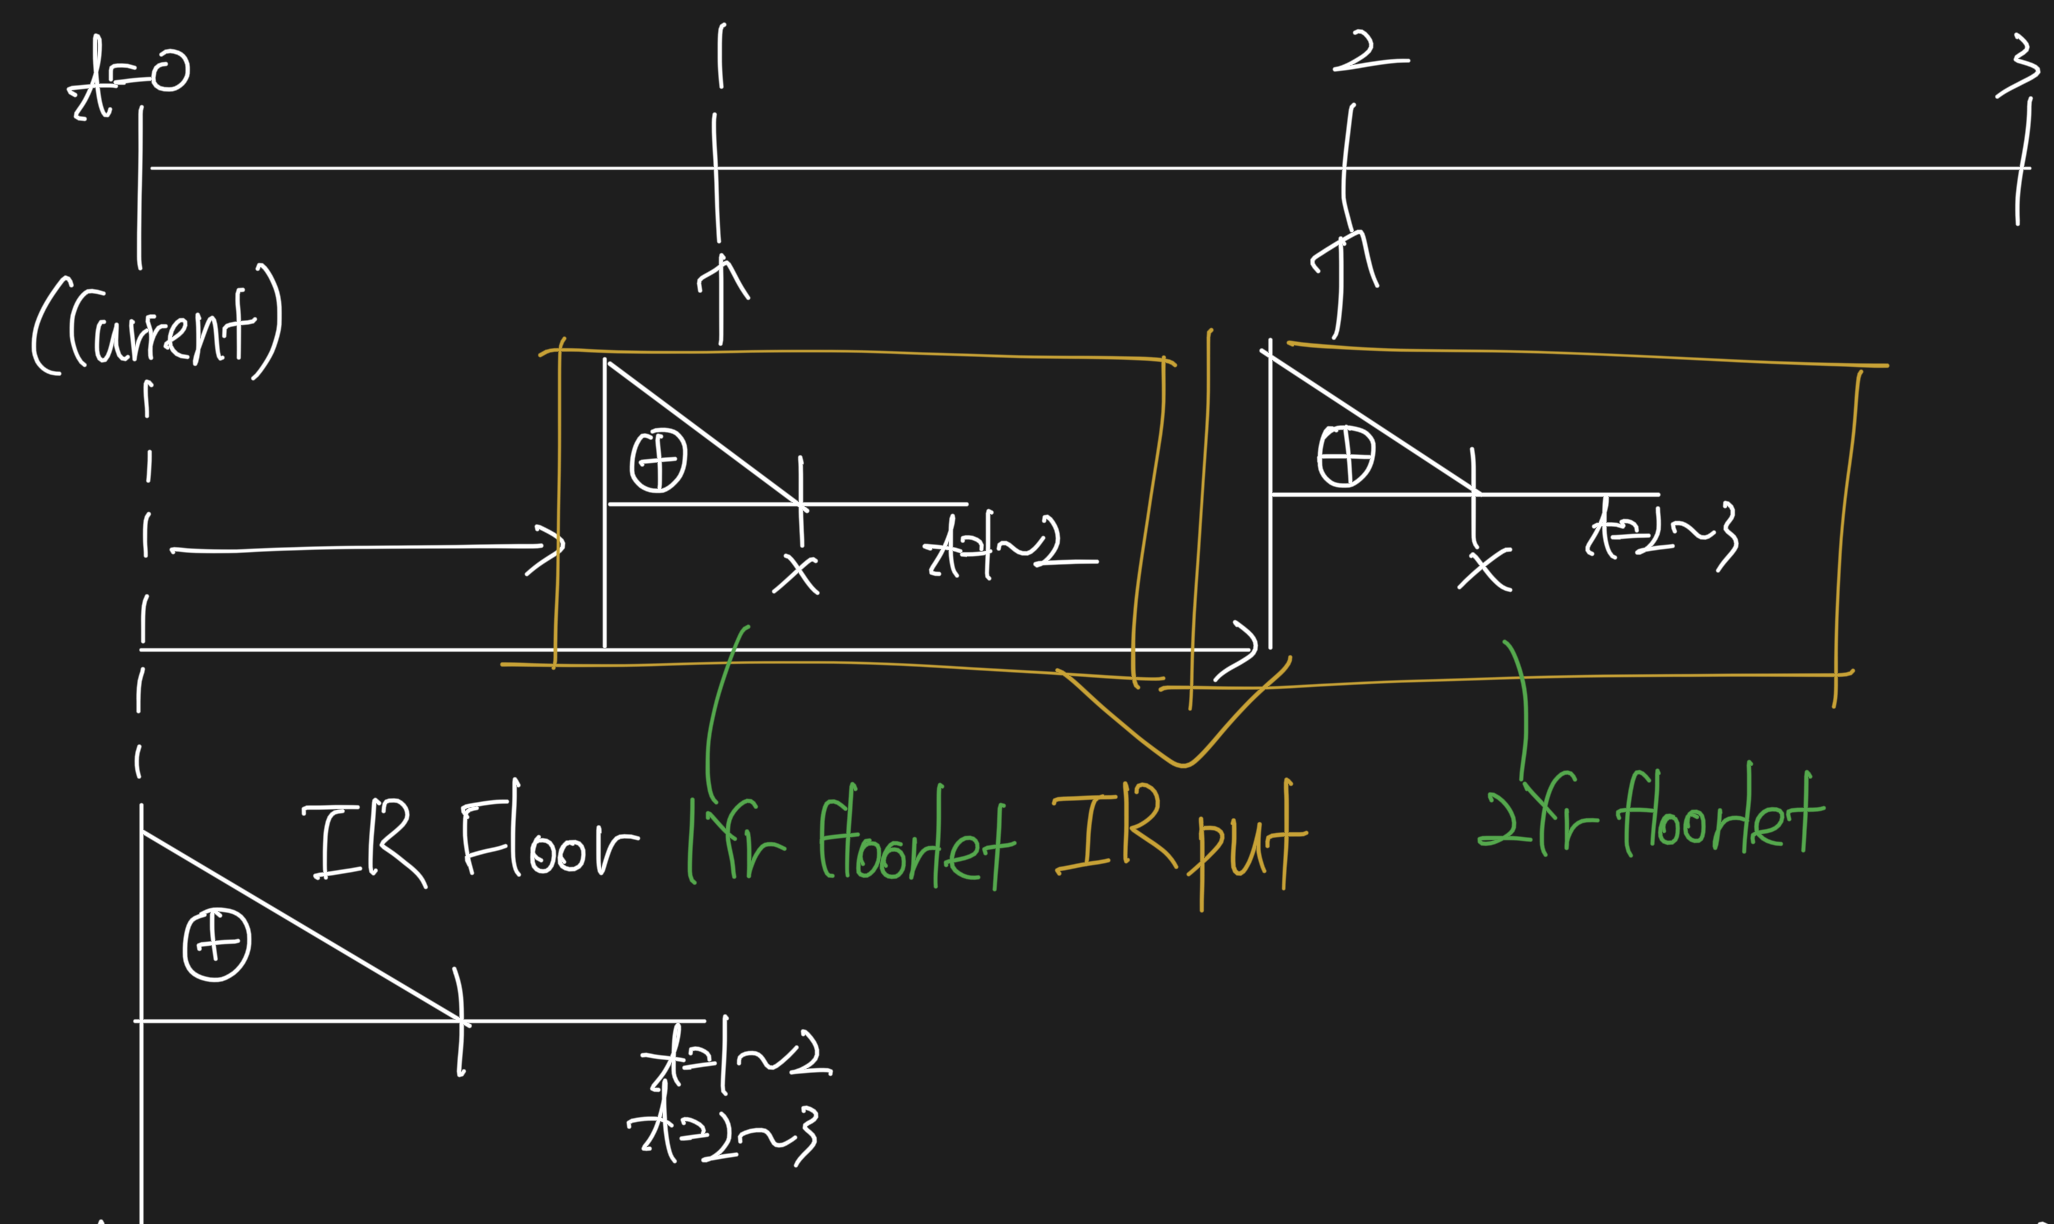 t=0 1 2 3
(Current)
⊕ ⊕
t=1~2 t=2~3
X X
IR Floor 1Yr floorlet IR put 2Yr floorlet
⊕
t=1~2
t=2~3